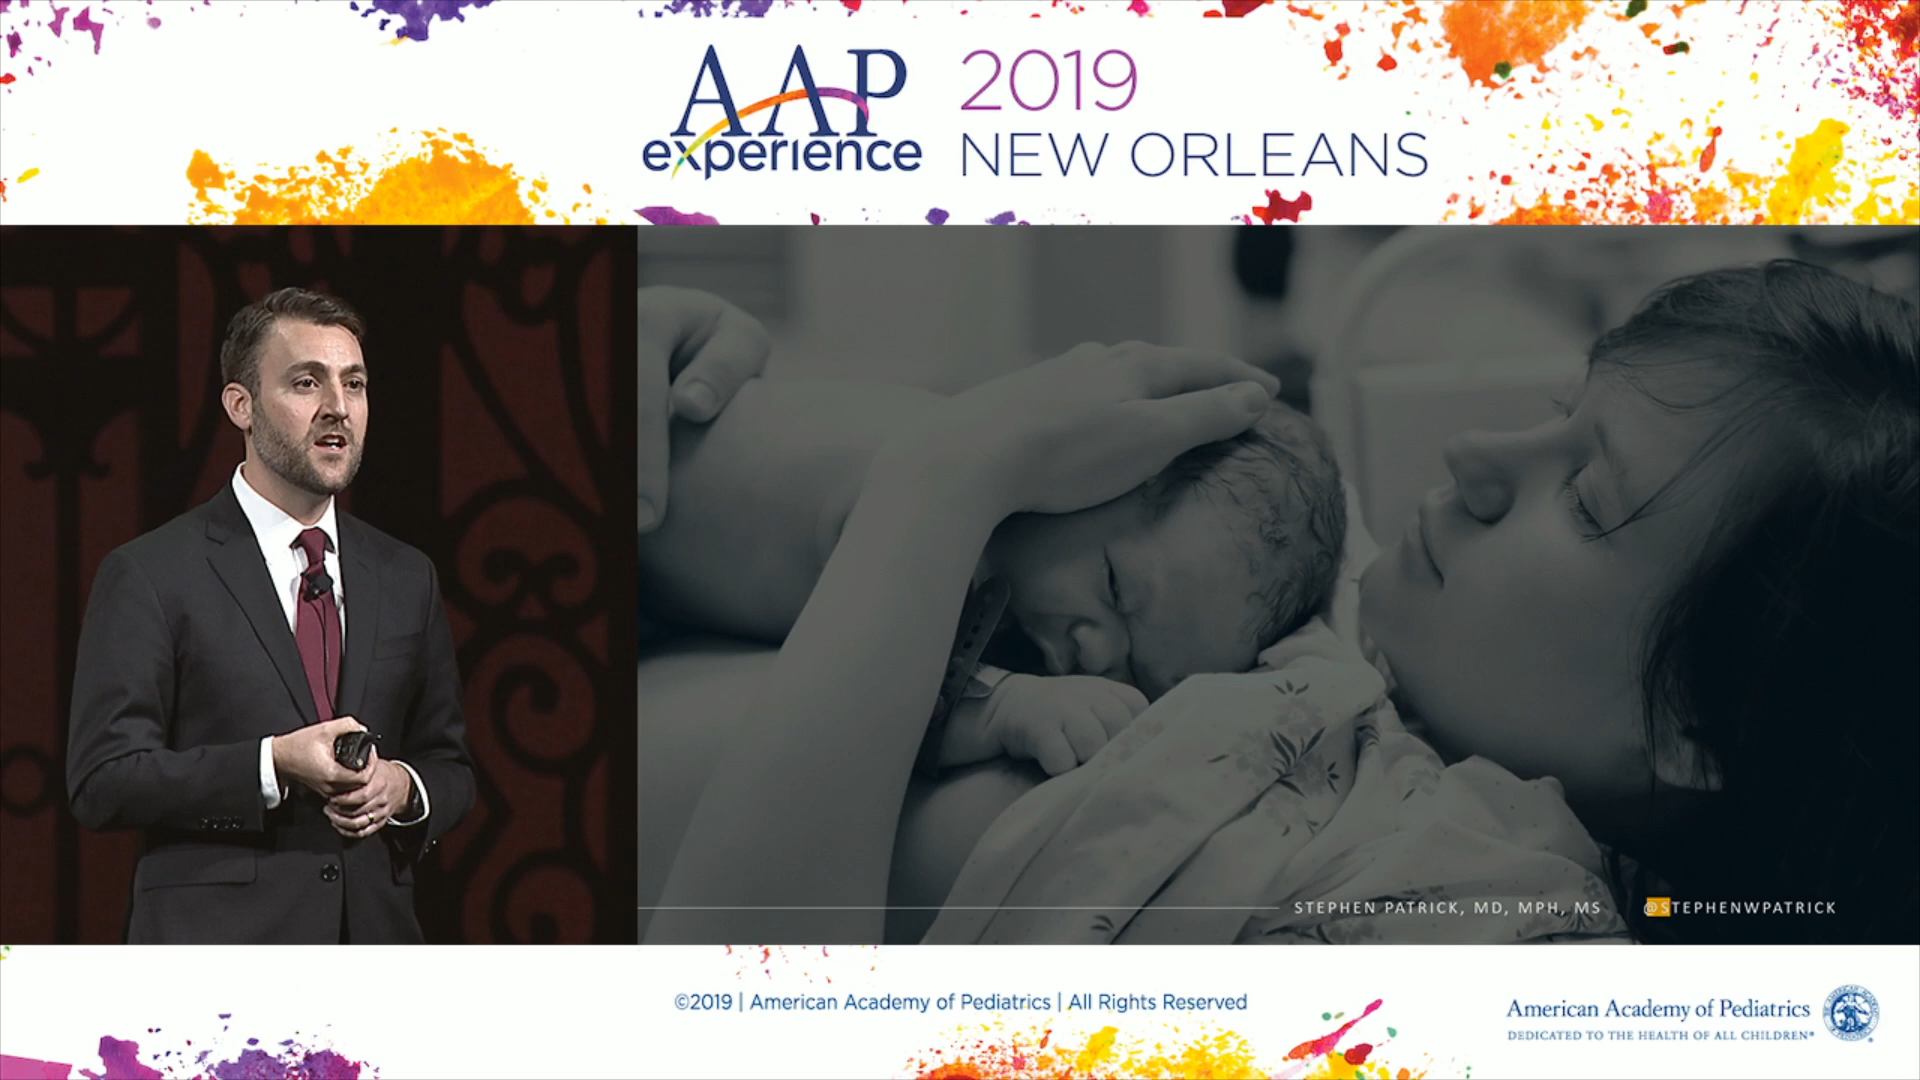 AAP
experience
2019
NEW ORLEANS
STEPHEN PATRICK, MD, MPH, MS @STEPHENWPATRICK
©2019 | American Academy of Pediatrics | All Rights Reserved
American Academy of Pediatrics
DEDICATED TO THE HEALTH OF ALL CHILDREN®